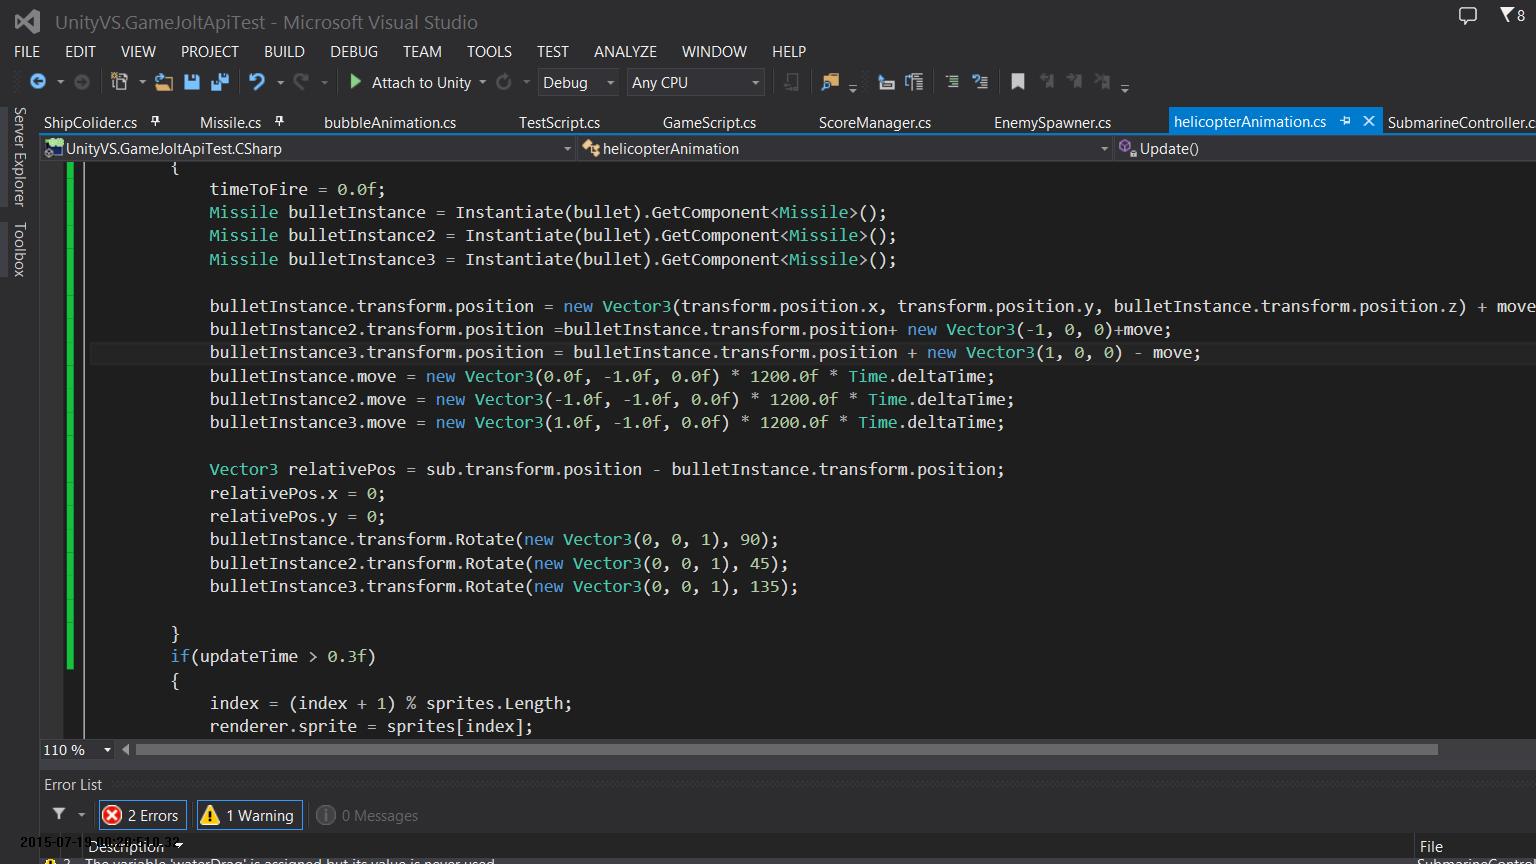 UnityVS.GameJoltApiTest - Microsoft Visual Studio
8
FILE EDIT VIEW PROJECT BUILD DEBUG TEAM TOOLS TEST ANALYZE WINDOW HELP
Attach to Unity Debug Any CPU
Server Explorer
Toolbox
ShipColider.cs Missile.cs bubbleAnimation.cs TestScript.cs GameScript.cs ScoreManager.cs EnemySpawner.cs helicopterAnimation.cs SubmarineController.cs
UnityVS.GameJoltApiTest.CSharp helicopterAnimation Update()
{
timeToFire = 0.0f;
Missile bulletInstance = Instantiate(bullet).GetComponent<Missile>();
Missile bulletInstance2 = Instantiate(bullet).GetComponent<Missile>();
Missile bulletInstance3 = Instantiate(bullet).GetComponent<Missile>();
bulletInstance.transform.position = new Vector3(transform.position.x, transform.position.y, bulletInstance.transform.position.z) + move
bulletInstance2.transform.position =bulletInstance.transform.position+ new Vector3(-1, 0, 0)+move;
bulletInstance3.transform.position = bulletInstance.transform.position + new Vector3(1, 0, 0) - move;
bulletInstance.move = new Vector3(0.0f, -1.0f, 0.0f) * 1200.0f * Time.deltaTime;
bulletInstance2.move = new Vector3(-1.0f, -1.0f, 0.0f) * 1200.0f * Time.deltaTime;
bulletInstance3.move = new Vector3(1.0f, -1.0f, 0.0f) * 1200.0f * Time.deltaTime;
Vector3 relativePos = sub.transform.position - bulletInstance.transform.position;
relativePos.x = 0;
relativePos.y = 0;
bulletInstance.transform.Rotate(new Vector3(0, 0, 1), 90);
bulletInstance2.transform.Rotate(new Vector3(0, 0, 1), 45);
bulletInstance3.transform.Rotate(new Vector3(0, 0, 1), 135);
}
if(updateTime > 0.3f)
{
index = (index + 1) % sprites.Length;
renderer.sprite = sprites[index];
110 %
Error List
2 Errors 1 Warning 0 Messages
Description File
The variable 'waterDrag' is assigned but its value is never used